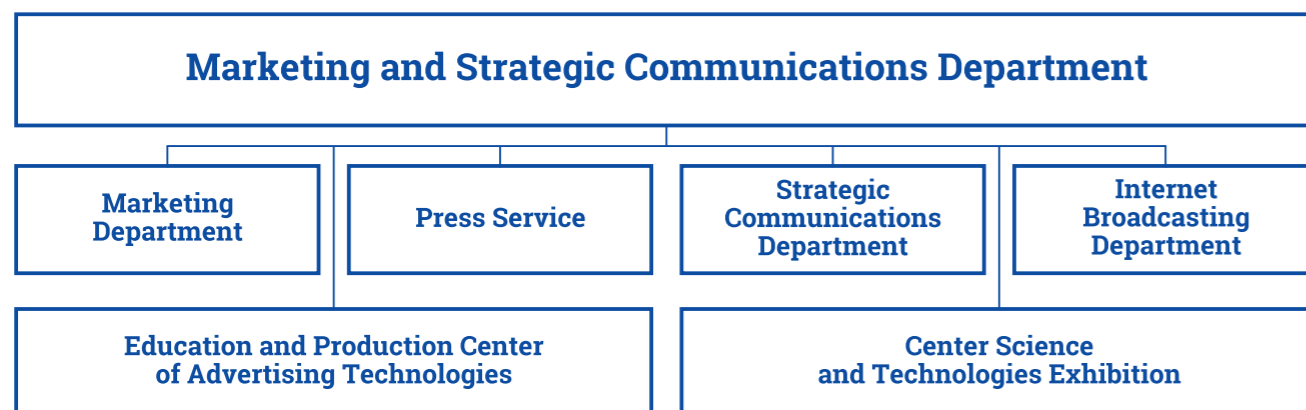 Marketing and Strategic Communications Department
Marketing
Department
Press Service
Strategic
Communications
Department
Internet
Broadcasting
Department
Education and Production Center
of Advertising Technologies
Center Science
and Technologies Exhibition